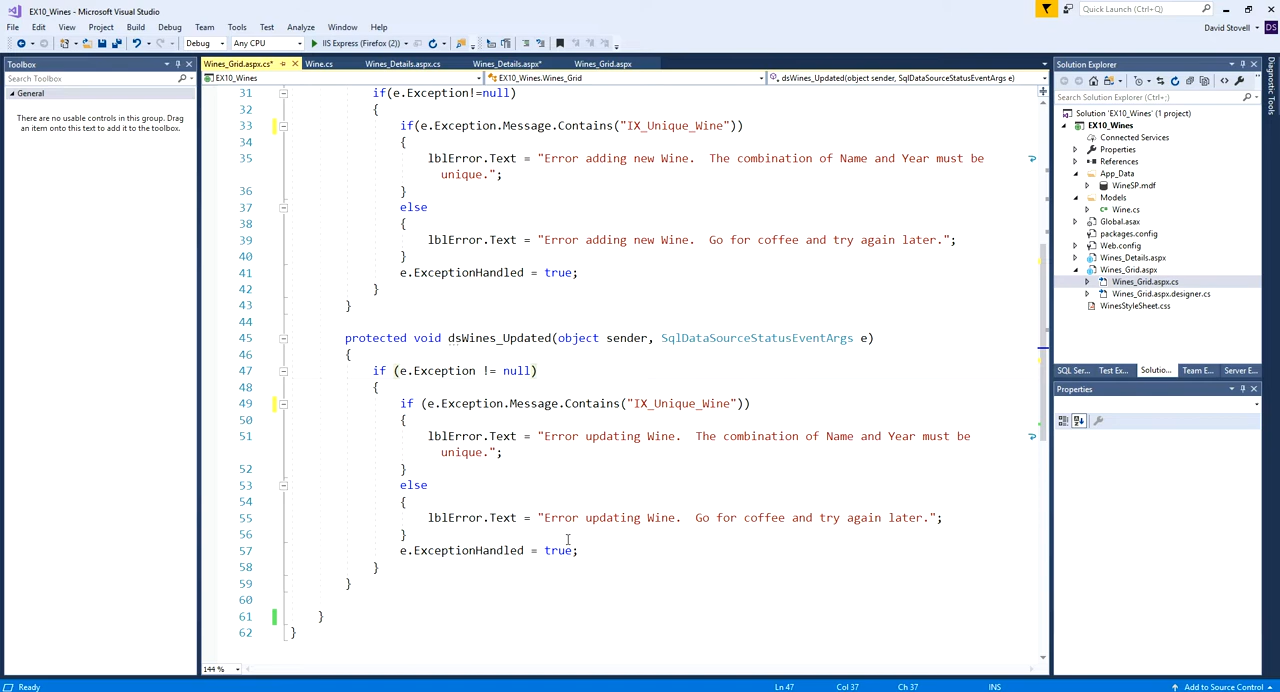 EX10_Wines - Microsoft Visual Studio
Quick Launch (Ctrl+Q)
File Edit View Project Build Debug Team Tools Test Analyze Window Help
David Stovell DS
Debug Any CPU IIS Express (Firefox (2))
Toolbox
Search Toolbox
General
There are no usable controls in this group. Drag
an item onto this text to add it to the toolbox.
Wines_Grid.aspx.cs* Wine.cs Wines_Details.aspx.cs Wines_Details.aspx* Wines_Grid.aspx
EX10_Wines EX10_Wines.Wines_Grid dsWines_Updated(object sender, SqlDataSourceStatusEventArgs e)
31 if(e.Exception!=null)
32 {
33 if(e.Exception.Message.Contains("IX_Unique_Wine"))
34 {
35 lblError.Text = "Error adding new Wine.  The combination of Name and Year must be
unique.";
36 }
37 else
38 {
39 lblError.Text = "Error adding new Wine.  Go for coffee and try again later.";
40 }
41 e.ExceptionHandled = true;
42 }
43 }
44
45 protected void dsWines_Updated(object sender, SqlDataSourceStatusEventArgs e)
46 {
47 if (e.Exception != null)
48 {
49 if (e.Exception.Message.Contains("IX_Unique_Wine"))
50 {
51 lblError.Text = "Error updating Wine.  The combination of Name and Year must be
unique.";
52 }
53 else
54 {
55 lblError.Text = "Error updating Wine.  Go for coffee and try again later.";
56 }
57 e.ExceptionHandled = true;
58 }
59 }
60
61 }
62 }
144 %
Solution Explorer
Search Solution Explorer (Ctrl+;)
Solution 'EX10_Wines' (1 project)
EX10_Wines
Connected Services
Properties
References
App_Data
WineSP.mdf
Models
Wine.cs
Global.asax
packages.config
Web.config
Wines_Details.aspx
Wines_Grid.aspx
Wines_Grid.aspx.cs
Wines_Grid.aspx.designer.cs
WinesStyleSheet.css
SQL Ser... Test Ex... Solutio... Team E... Server E...
Properties
Diagnostic Tools
Ready Ln 47 Col 37 Ch 37 INS Add to Source Control